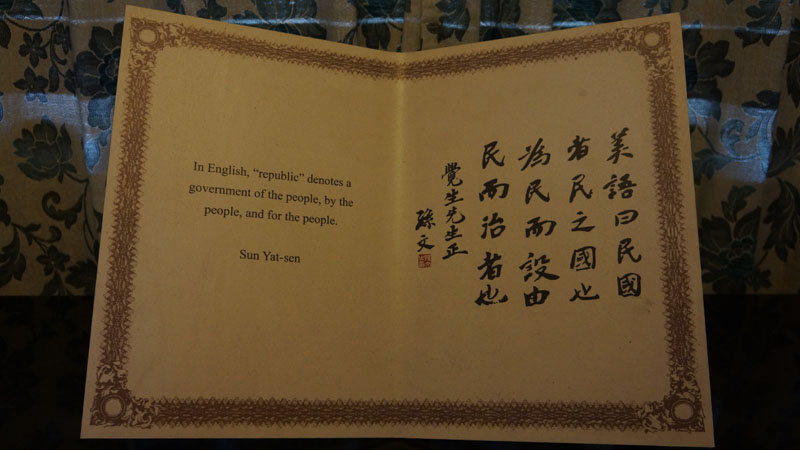 In English, “republic” denotes a
government of the people, by the
people, and for the people.
Sun Yat-sen
英語曰民國
者民之國也
為民而設由
民而治者也
覺生先生正
孫文